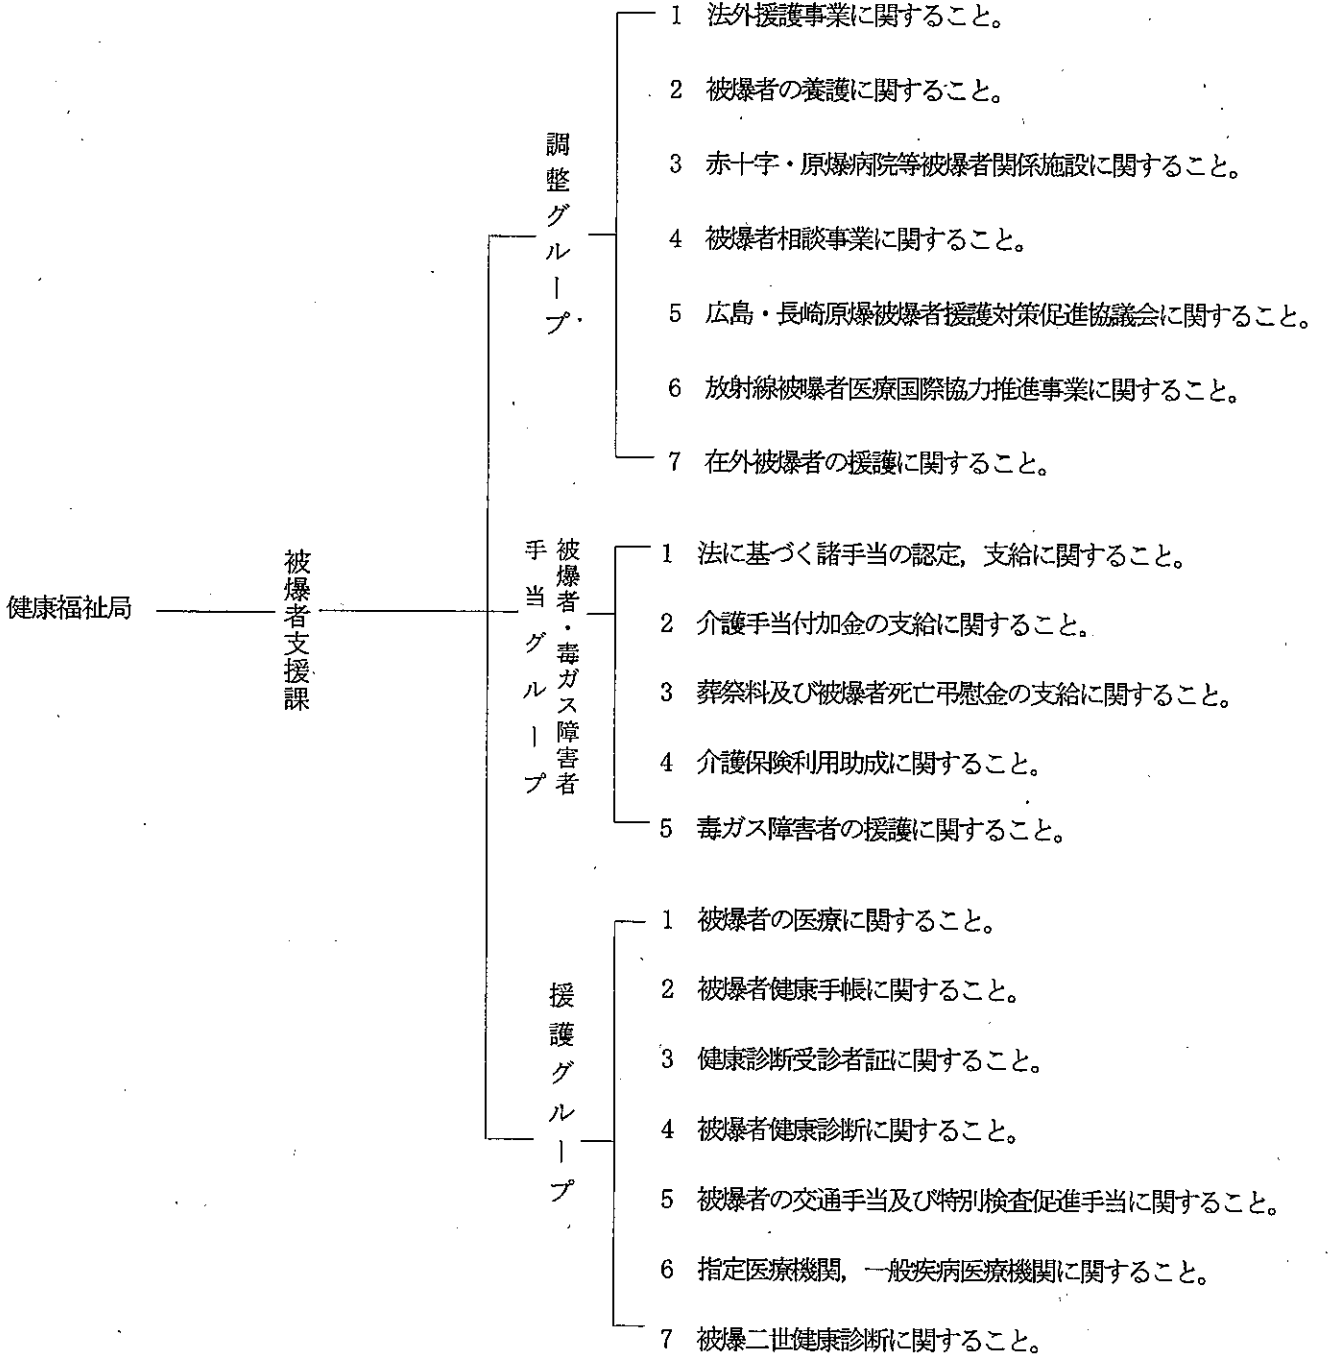 健康福祉局
被爆者支援課
調整グループ
1 法外援護事業に関すること。
2 被爆者の養護に関すること。
3 赤十字・原爆病院等被爆者関係施設に関すること。
4 被爆者相談事業に関すること。
5 広島・長崎原爆被爆者援護対策促進協議会に関すること。
6 放射線被曝者医療国際協力推進事業に関すること。
7 在外被爆者の援護に関すること。
被爆者・毒ガス障害者
手当グループ
1 法に基づく諸手当の認定，支給に関すること。
2 介護手当付加金の支給に関すること。
3 葬祭料及び被爆者死亡弔慰金の支給に関すること。
4 介護保険利用助成に関すること。
5 毒ガス障害者の援護に関すること。
援護グループ
1 被爆者の医療に関すること。
2 被爆者健康手帳に関すること。
3 健康診断受診者証に関すること。
4 被爆者健康診断に関すること。
5 被爆者の交通手当及び特別検査促進手当に関すること。
6 指定医療機関，一般疾病医療機関に関すること。
7 被爆二世健康診断に関すること。